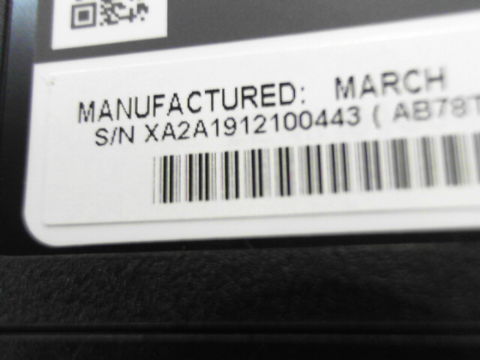 MANUFACTURED: MARCH
S/N XA2A1912100443 ( AB78T